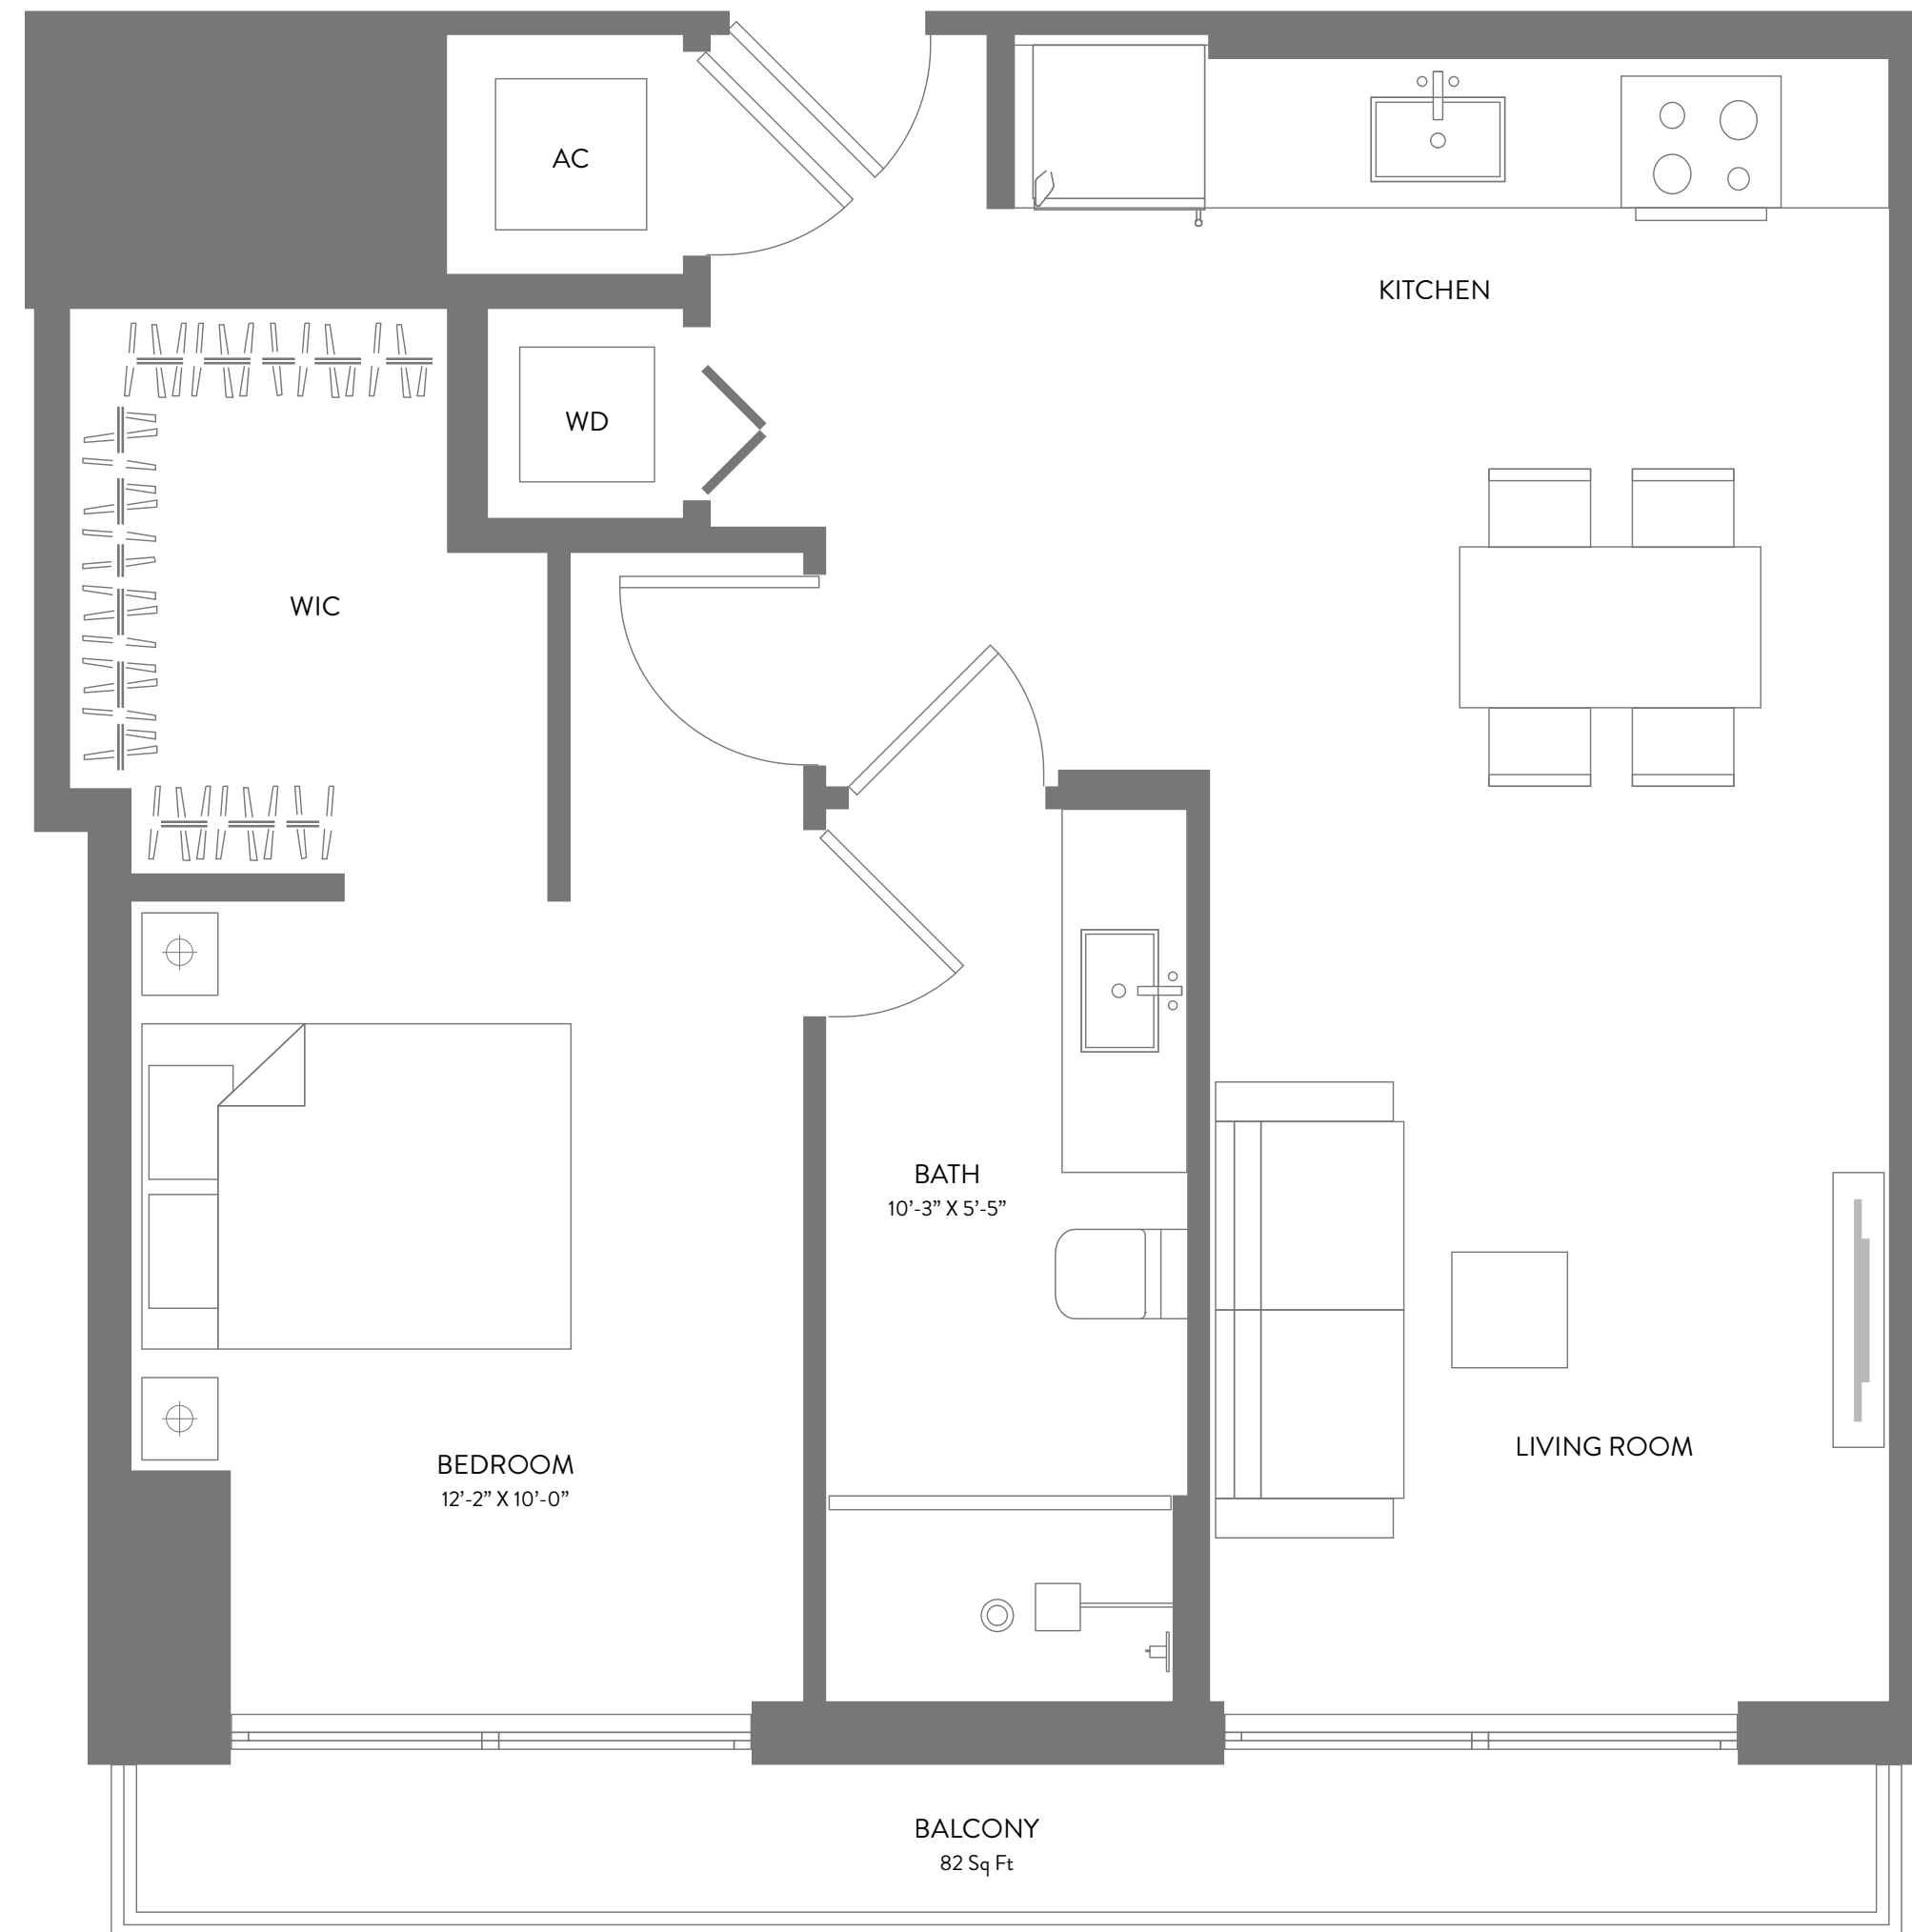 AC
KITCHEN
WD
WIC
BATH
10’-3” X 5’-5”
LIVING ROOM
BEDROOM
12’-2” X 10’-0”
BALCONY
82 Sq Ft